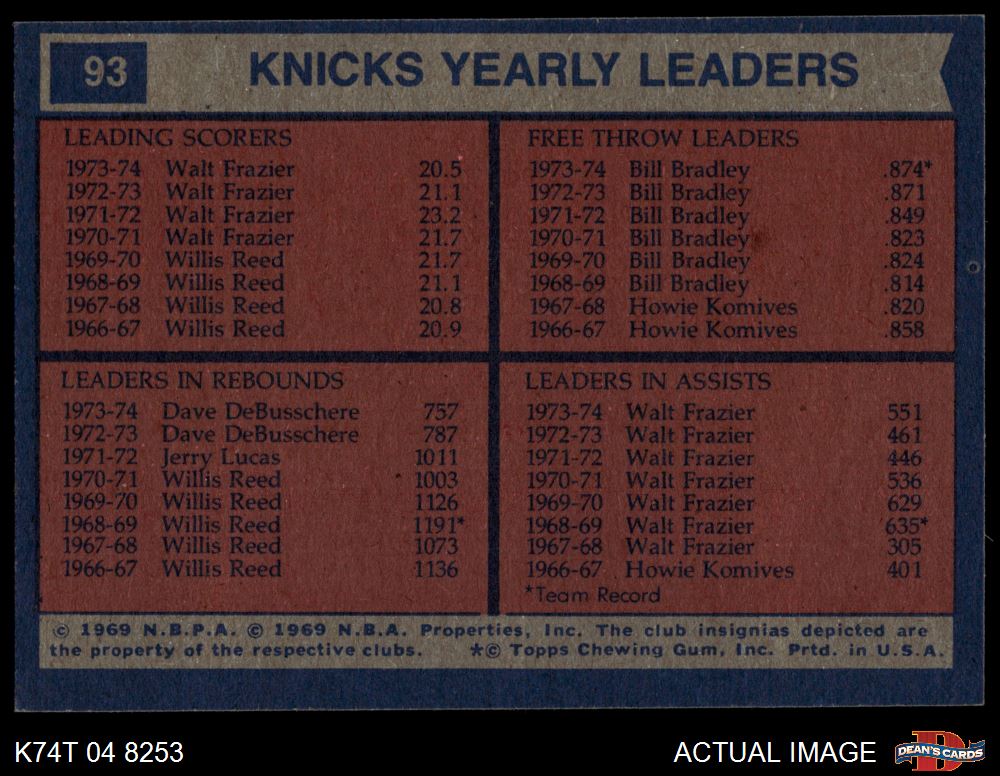 93 KNICKS YEARLY LEADERS
LEADING SCORERS
1973-74 Walt Frazier 20.5
1972-73 Walt Frazier 21.1
1971-72 Walt Frazier 23.2
1970-71 Walt Frazier 21.7
1969-70 Willis Reed 21.7
1968-69 Willis Reed 21.1
1967-68 Willis Reed 20.8
1966-67 Willis Reed 20.9
FREE THROW LEADERS
1973-74 Bill Bradley .874*
1972-73 Bill Bradley .871
1971-72 Bill Bradley .849
1970-71 Bill Bradley .823
1969-70 Bill Bradley .824
1968-69 Bill Bradley .814
1967-68 Howie Komives .820
1966-67 Howie Komives .858
LEADERS IN REBOUNDS
1973-74 Dave DeBusschere 757
1972-73 Dave DeBusschere 787
1971-72 Jerry Lucas 1011
1970-71 Willis Reed 1003
1969-70 Willis Reed 1126
1968-69 Willis Reed 1191*
1967-68 Willis Reed 1073
1966-67 Willis Reed 1136
LEADERS IN ASSISTS
1973-74 Walt Frazier 551
1972-73 Walt Frazier 461
1971-72 Walt Frazier 446
1970-71 Walt Frazier 536
1969-70 Walt Frazier 629
1968-69 Walt Frazier 635*
1967-68 Walt Frazier 305
1966-67 Howie Komives 401
*Team Record
© 1969 N.B.P.A. © 1969 N.B.A. Properties, Inc. The club insignias depicted are
the property of the respective clubs. *© Topps Chewing Gum, Inc. Prtd. in U.S.A.
K74T 04 8253
ACTUAL IMAGE
D
DEAN'S CARDS